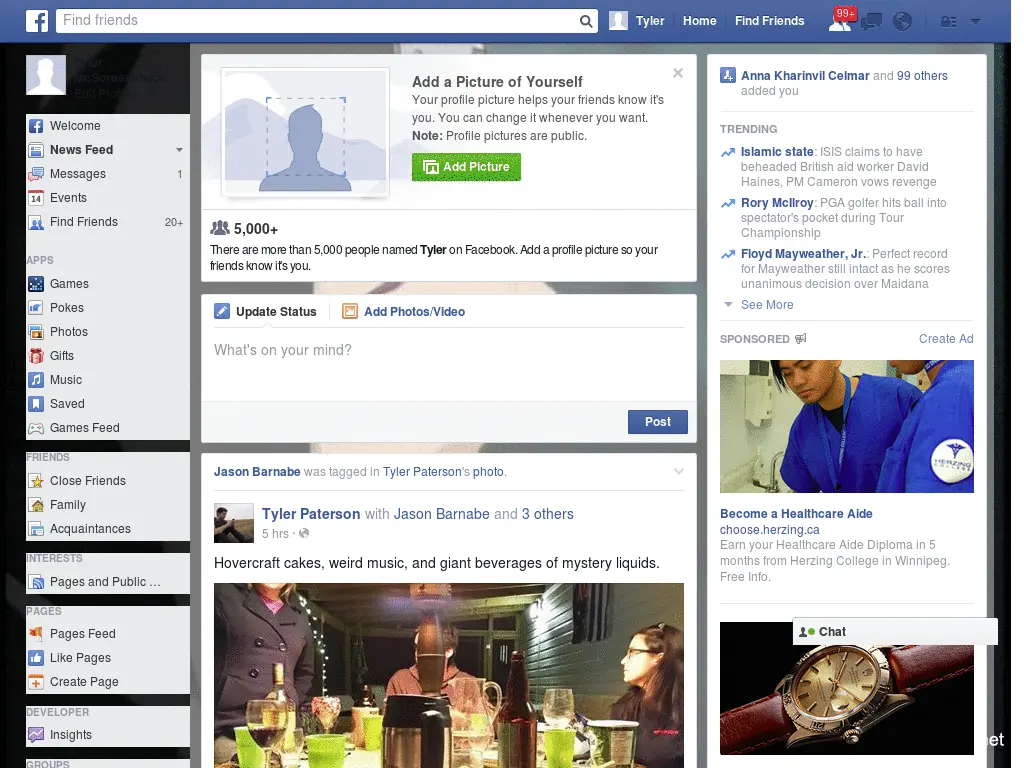 Find friends
Tyler
Home
Find Friends
99+
Tyler
Edit Pro
Welcome
News Feed
Messages 1
14 Events
Find Friends 20+
APPS
Games
Pokes
Photos
Gifts
Music
Saved
Games Feed
FRIENDS
Close Friends
Family
Acquaintances
INTERESTS
Pages and Public ...
PAGES
Pages Feed
Like Pages
Create Page
DEVELOPER
Insights
GROUPS
Add a Picture of Yourself
Your profile picture helps your friends know it's
you. You can change it whenever you want.
Note: Profile pictures are public.
Add Picture
5,000+
There are more than 5,000 people named Tyler on Facebook. Add a profile picture so your
friends know it's you.
Update Status
Add Photos/Video
What's on your mind?
Post
Jason Barnabe was tagged in Tyler Paterson's photo.
Tyler Paterson with Jason Barnabe and 3 others
5 hrs ·
Hovercraft cakes, weird music, and giant beverages of mystery liquids.
Anna Kharinvil Celmar and 99 others
added you
TRENDING
Islamic state: ISIS claims to have
beheaded British aid worker David
Haines, PM Cameron vows revenge
Rory McIlroy: PGA golfer hits ball into
spectator's pocket during Tour
Championship
Floyd Mayweather, Jr.: Perfect record
for Mayweather still intact as he scores
unanimous decision over Maidana
See More
SPONSORED
Create Ad
HERZING
COLLEGE
Become a Healthcare Aide
choose.herzing.ca
Earn your Healthcare Aide Diploma in 5
months from Herzing College in Winnipeg.
Free Info.
Chat
et